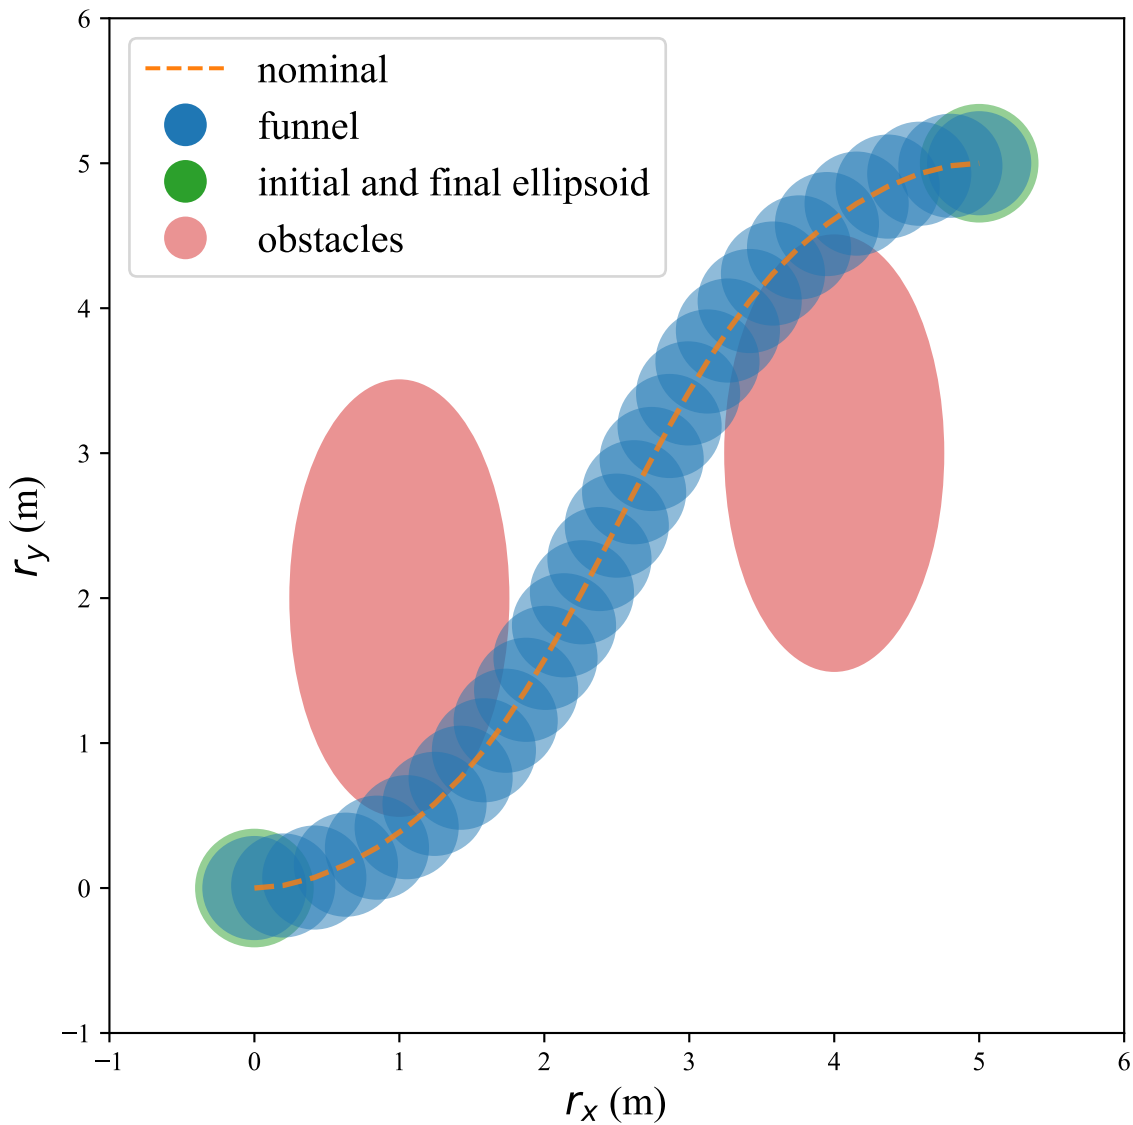 6
5
4
3
2
1
0
−1
nominal
funnel
initial and final ellipsoid
obstacles
r_y (m)
−1 0 1 2 3 4 5 6
r_x (m)